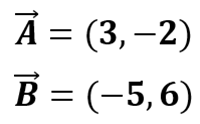 A⃗ = (3, −2)
B⃗ = (−5, 6)